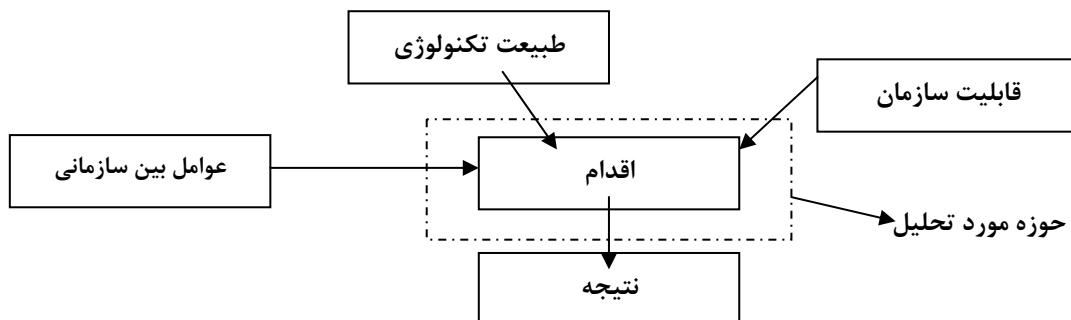 طبیعت تکنولوژی
قابلیت سازمان
عوامل بین سازمانی
اقدام
حوزه مورد تحلیل
نتیجه